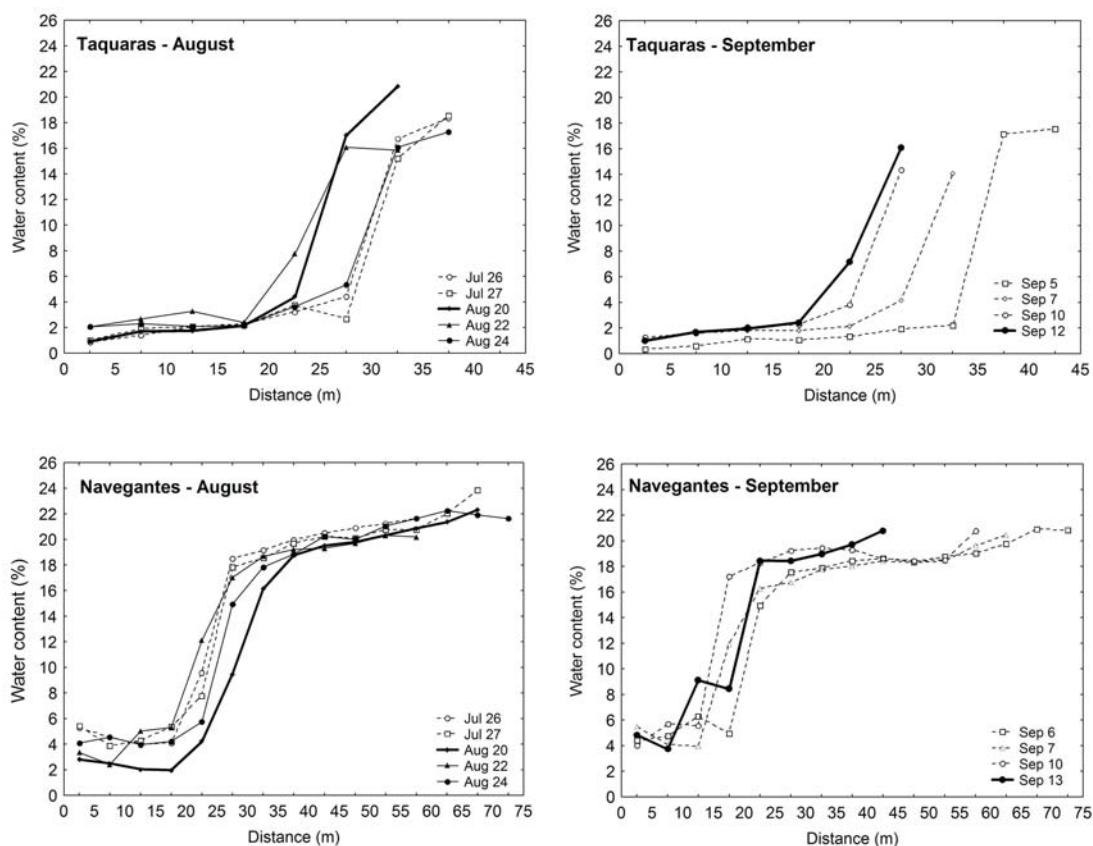 Taquaras - August
Water content (%)
26
24
22
20
18
16
14
12
10
8
6
4
2
0
Jul 26
Jul 27
Aug 20
Aug 22
Aug 24
0 5 10 15 20 25 30 35 40 45
Distance (m)
Taquaras - September
Water content (%)
26
24
22
20
18
16
14
12
10
8
6
4
2
0
Sep 5
Sep 7
Sep 10
Sep 12
0 5 10 15 20 25 30 35 40 45
Distance (m)
Navegantes - August
Water content (%)
26
24
22
20
18
16
14
12
10
8
6
4
2
0
Jul 26
Jul 27
Aug 20
Aug 22
Aug 24
0 5 10 15 20 25 30 35 40 45 50 55 60 65 70 75
Distance (m)
Navegantes - September
Water content (%)
26
24
22
20
18
16
14
12
10
8
6
4
2
0
Sep 6
Sep 7
Sep 10
Sep 13
0 5 10 15 20 25 30 35 40 45 50 55 60 65 70 75
Distance (m)